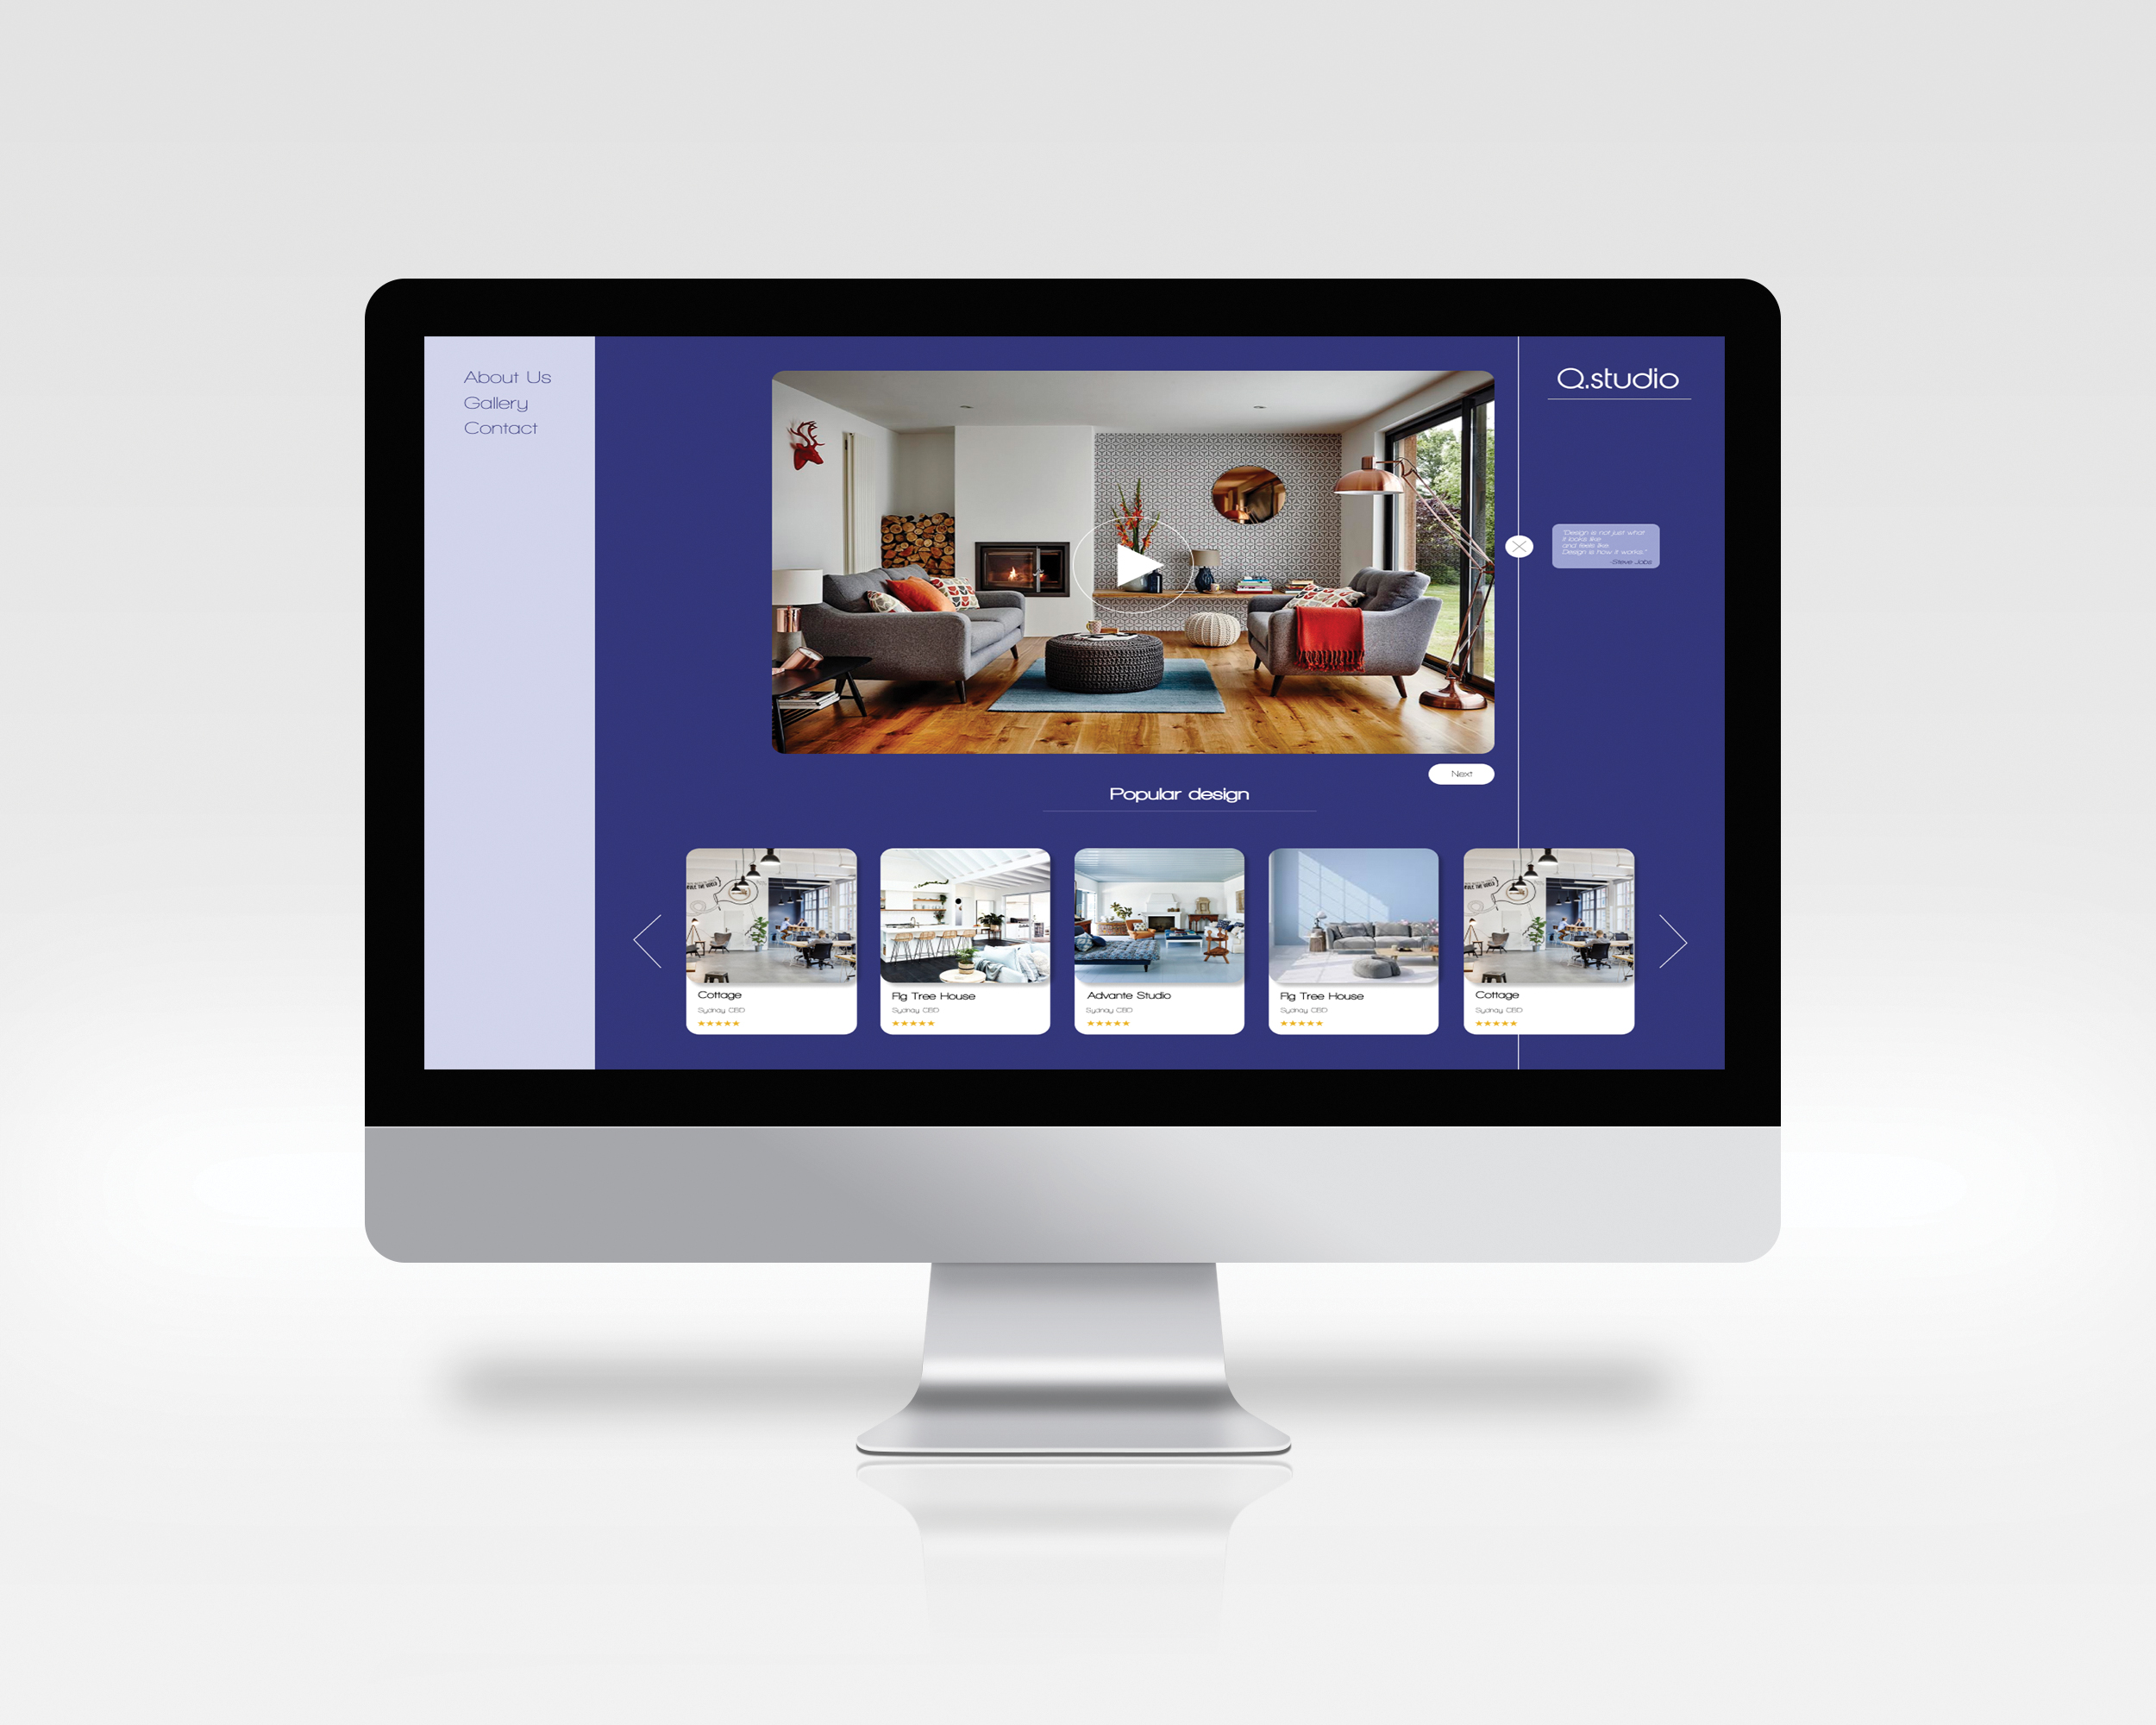 About Us
Gallery
Contact
Q.studio
"Design is not just what
it looks like
and feels like.
Design is how it works."
-Steve Jobs
Next
Popular design
Cottage
Sydney CBD
★★★★★
Fig Tree House
Sydney CBD
★★★★★
Advante Studio
Sydney CBD
★★★★★
Fig Tree House
Sydney CBD
★★★★★
Cottage
Sydney CBD
★★★★★